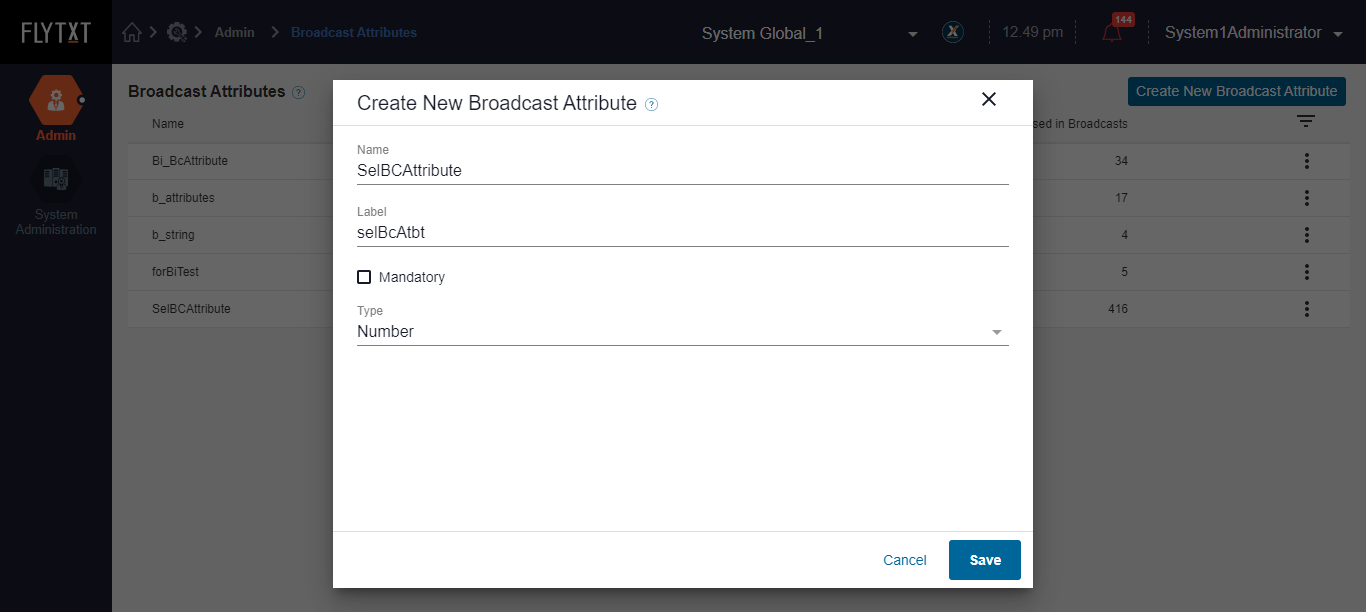 FLYTXT
Admin
Broadcast Attributes
System Global_1
12.49 pm
144
System1Administrator
Admin
System
Administration
Broadcast Attributes ?
Create New Broadcast Attribute
Name
in Broadcasts
Bi_BcAttribute
34
b_attributes
17
b_string
4
forBiTest
5
SelBCAttribute
416
Create New Broadcast Attribute ?
Name
SelBCAttribute
Label
selBcAtbt
Mandatory
Type
Number
Cancel
Save